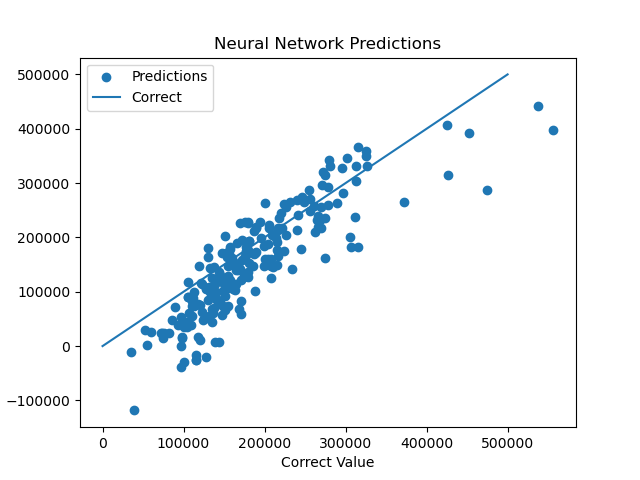 Neural Network Predictions
Predictions
Correct
500000
400000
300000
200000
100000
0
−100000
0 100000 200000 300000 400000 500000
Correct Value